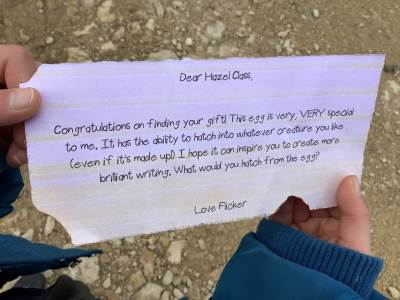 Dear Hazel Class,
Congratulations on finding your gift! This egg is very, VERY special
to me. It has the ability to hatch into whatever creature you like
(even if it's made up!) I hope it can inspire you to create more
brilliant writing. What would you hatch from the egg?
Love Flicker